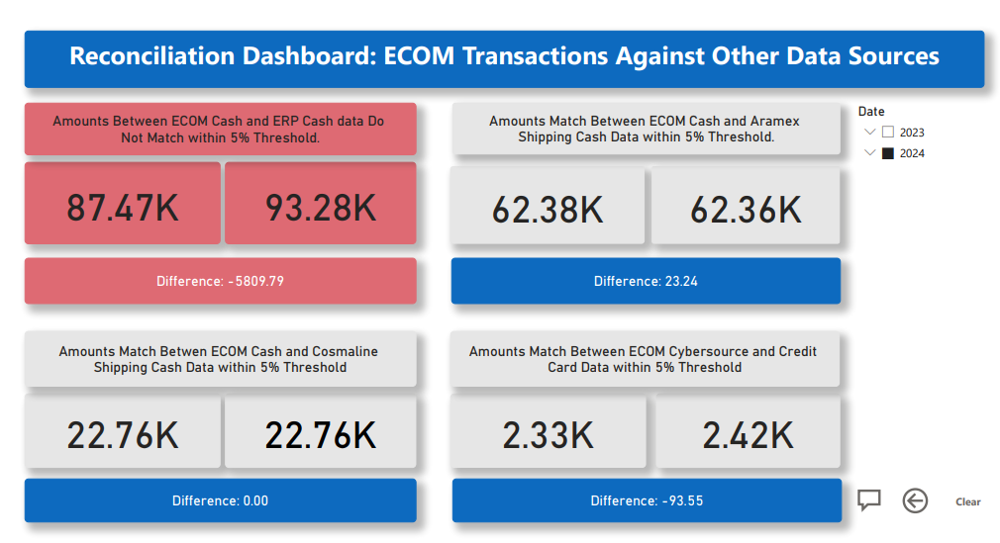 Reconciliation Dashboard: ECOM Transactions Against Other Data Sources
Amounts Between ECOM Cash and ERP Cash data Do
Not Match within 5% Threshold.
87.47K
93.28K
Difference: -5809.79
Amounts Match Between ECOM Cash and Aramex
Shipping Cash Data within 5% Threshold.
62.38K
62.36K
Difference: 23.24
Date
2023
2024
Amounts Match Betwen ECOM Cash and Cosmaline
Shipping Cash Data within 5% Threshold
22.76K
22.76K
Difference: 0.00
Amounts Match Between ECOM Cybersource and Credit
Card Data within 5% Threshold
2.33K
2.42K
Difference: -93.55
Clear